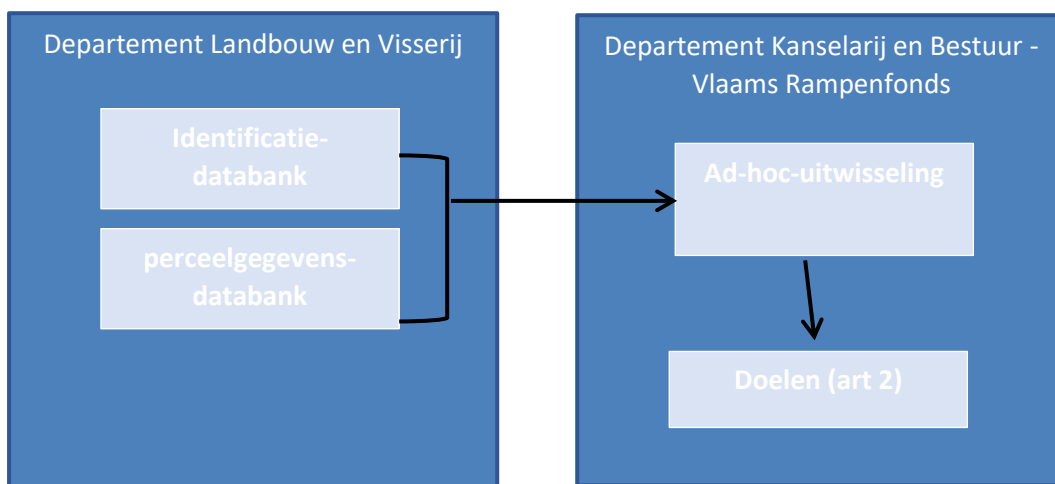 Departement Landbouw en Visserij
Identificatie-
databank
perceelgegevens-
databank
Departement Kanselarij en Bestuur -
Vlaams Rampenfonds
Ad-hoc-uitwisseling
Doelen (art 2)